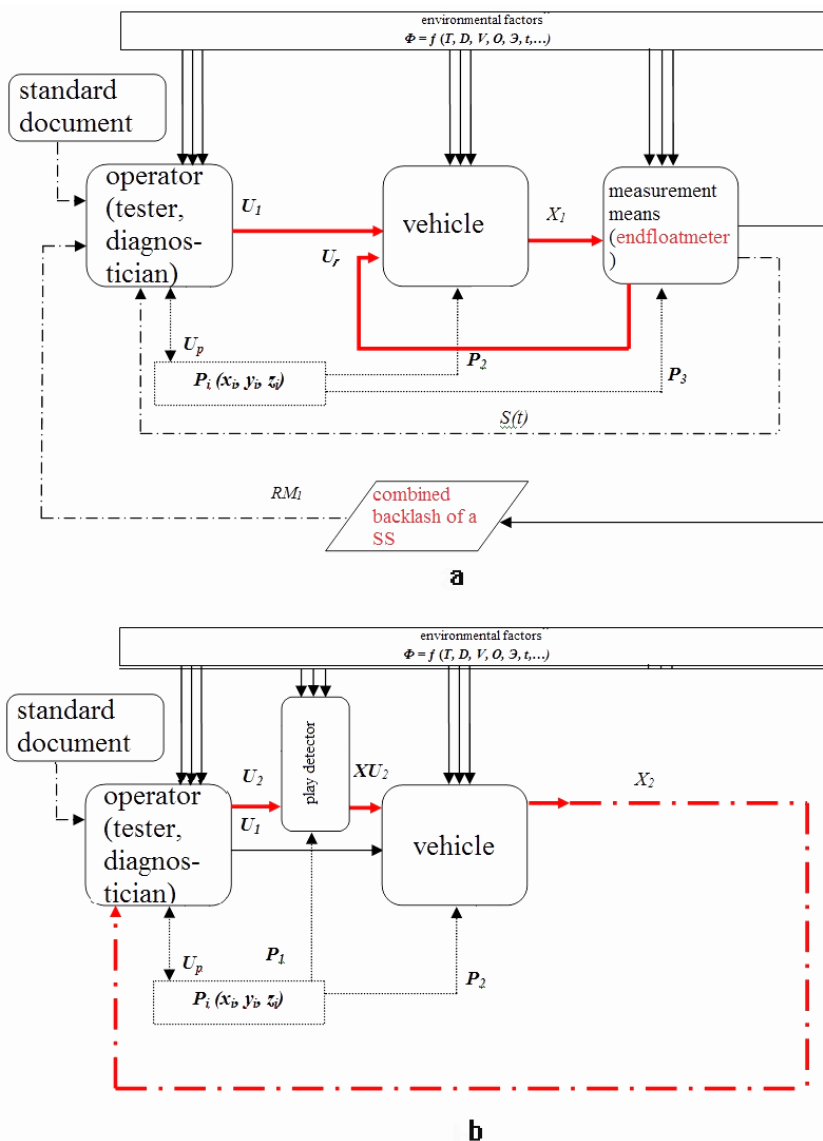 environmental factors
Φ = f (T, D, V, O, Э, t,...)
standard
document
operator
(tester,
diagnos-
tician)
U1
vehicle
X1
measurement
means
(endfloatmeter
)
Ur
Up
Pi (xi, yi, zi)
P2
P3
S(t)
RM1
combined
backlash of a
SS
a
environmental factors
Φ = f (T, D, V, O, Э, t,...)
standard
document
play detector
operator
(tester,
diagnos-
tician)
U2
XU2
X2
U1
vehicle
Up
P1
P2
Pi (xi, yi, zi)
b